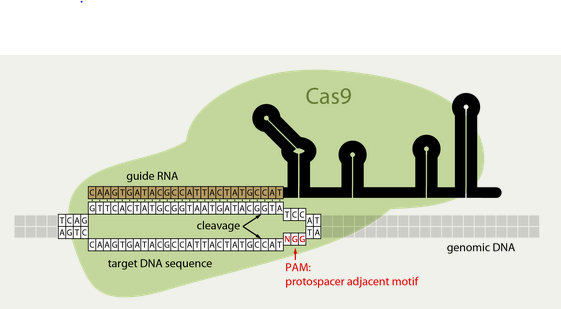 Cas9
guide RNA
CAAGTGATACGCCATTACTATGCCAT
GTTCACTATGCGGTAATGATACGGTA
TCC
TCAG
AT
cleavage
AGTC
TA
CAAGTGATACGCCATTACTATGCCAT
NGG
genomic DNA
target DNA sequence
PAM:
protospacer adjacent motif